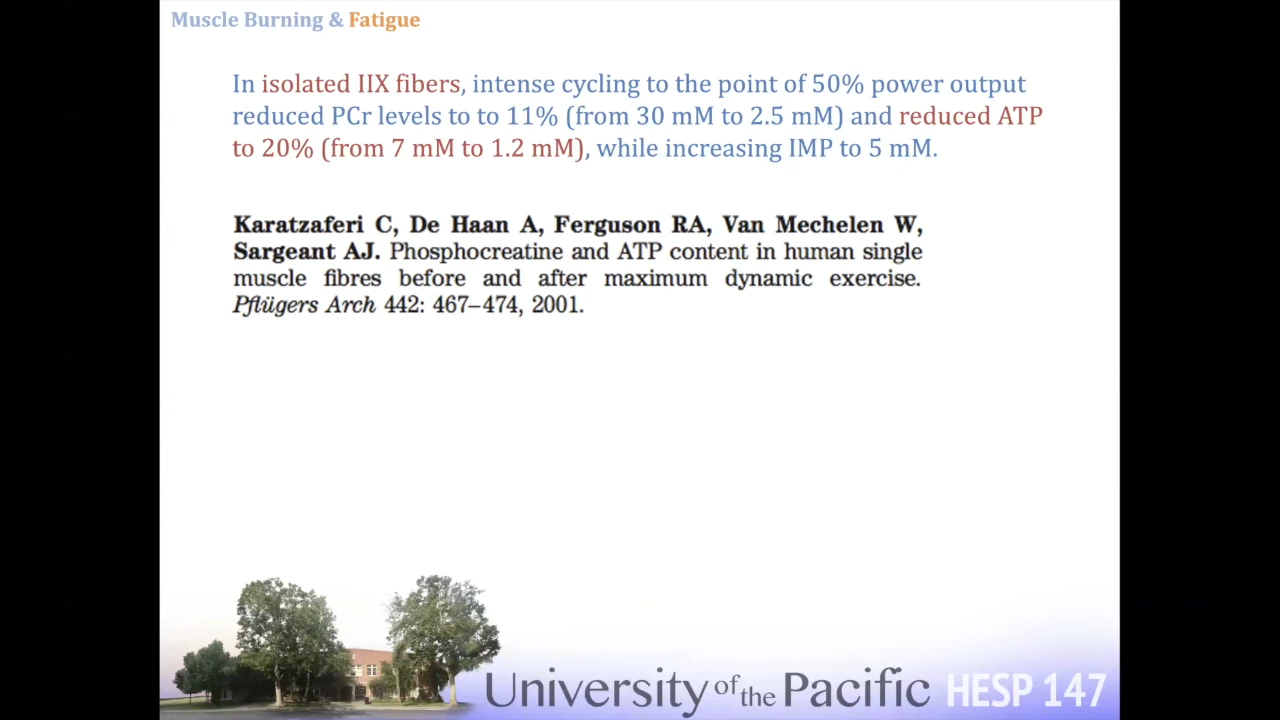 Muscle Burning & Fatigue
In isolated IIX fibers, intense cycling to the point of 50% power output
reduced PCr levels to to 11% (from 30 mM to 2.5 mM) and reduced ATP
to 20% (from 7 mM to 1.2 mM), while increasing IMP to 5 mM.
Karatzaferi C, De Haan A, Ferguson RA, Van Mechelen W,
Sargeant AJ. Phosphocreatine and ATP content in human single
muscle fibres before and after maximum dynamic exercise.
Pflügers Arch 442: 467–474, 2001.
University of the Pacific HESP 147